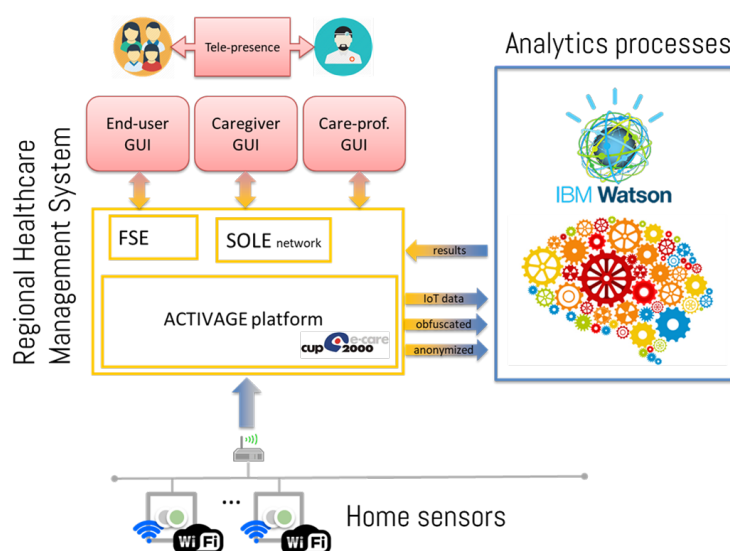 Tele-presence
Analytics processes
End-user
GUI
Caregiver
GUI
Care-prof.
GUI
IBM Watson
Regional Healthcare
Management System
FSE
SOLE network
results
ACTIVAGE platform
IoT data
obfuscated
anonymized
cup e-care
2000
...
Home sensors
Wi Fi
Wi Fi